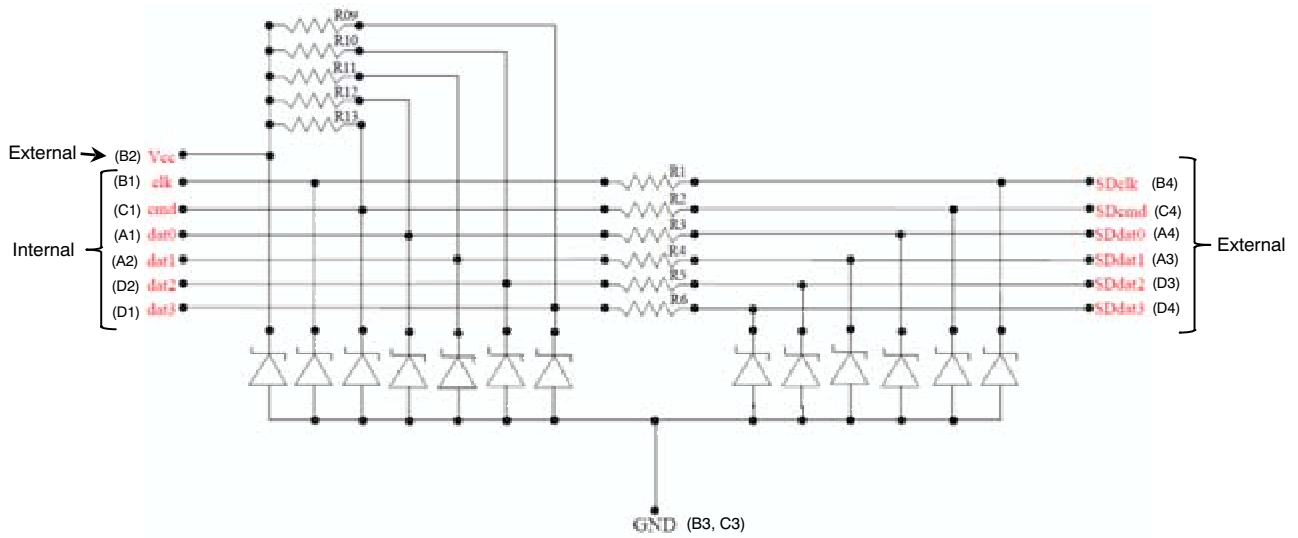 R09
R10
R11
R12
R13
External (B2) Vcc
(B1) clk R1 SDclk (B4)
(C1) cmd R2 SDcmd (C4)
(A1) dat0 R3 SDdat0 (A4)
Internal (A2) dat1 R4 SDdat1 (A3) External
(D2) dat2 R5 SDdat2 (D3)
(D1) dat3 R6 SDdat3 (D4)
GND (B3, C3)